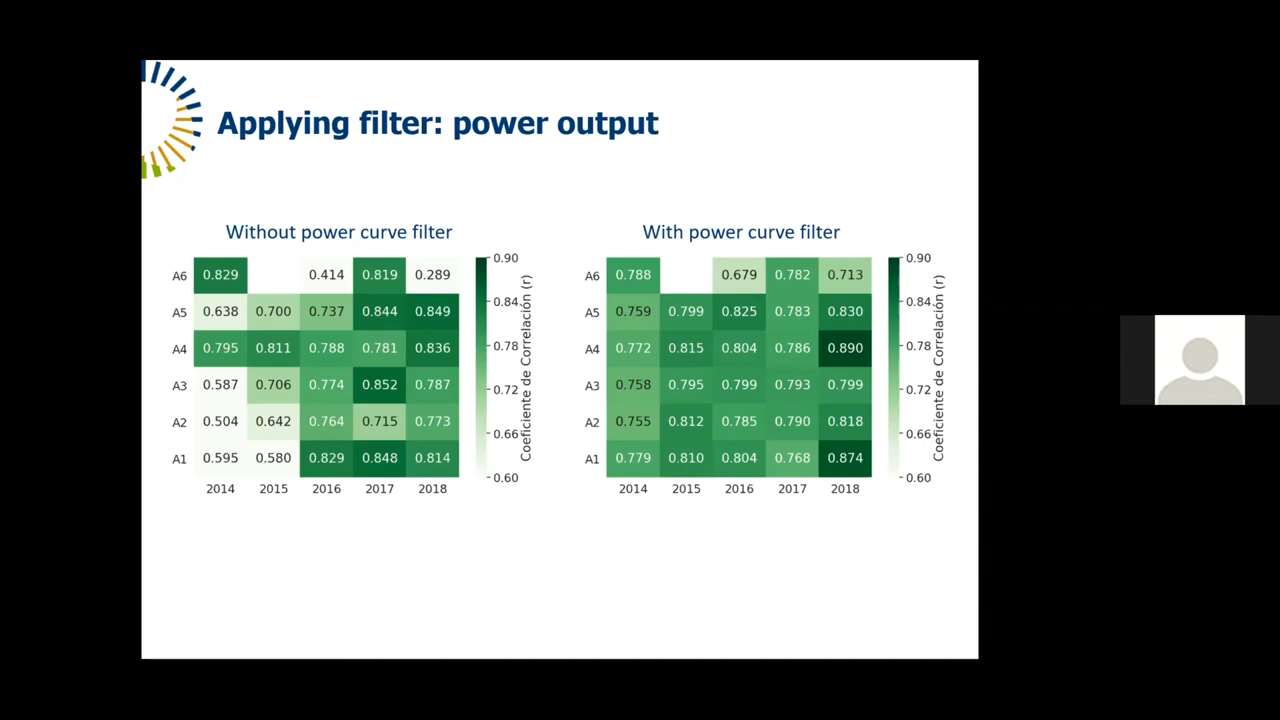 Applying filter: power output
Without power curve filter
A6 0.829 0.414 0.819 0.289
A5 0.638 0.700 0.737 0.844 0.849
A4 0.795 0.811 0.788 0.781 0.836
A3 0.587 0.706 0.774 0.852 0.787
A2 0.504 0.642 0.764 0.715 0.773
A1 0.595 0.580 0.829 0.848 0.814
2014 2015 2016 2017 2018
0.90
0.84
0.78
0.72
0.66
0.60
Coeficiente de Correlación (r)
With power curve filter
A6 0.788 0.679 0.782 0.713
A5 0.759 0.799 0.825 0.783 0.830
A4 0.772 0.815 0.804 0.786 0.890
A3 0.758 0.795 0.799 0.793 0.799
A2 0.755 0.812 0.785 0.790 0.818
A1 0.779 0.810 0.804 0.768 0.874
2014 2015 2016 2017 2018
0.90
0.84
0.78
0.72
0.66
0.60
Coeficiente de Correlación (r)